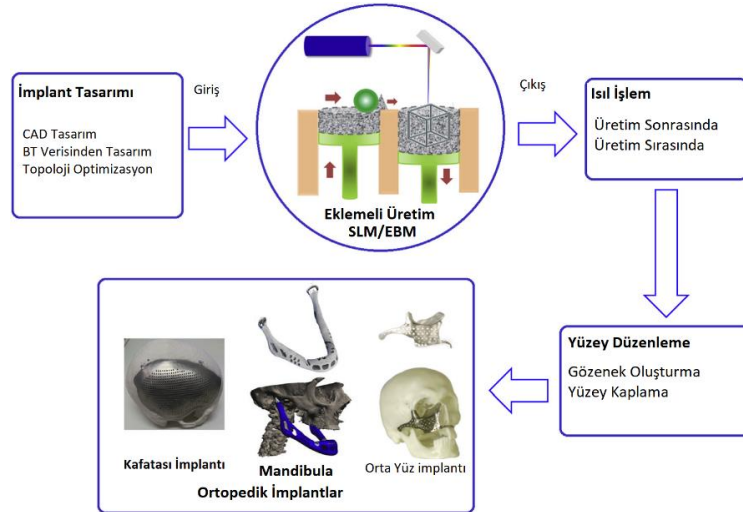 İmplant Tasarımı
CAD Tasarım
BT Verisinden Tasarım
Topoloji Optimizasyon
Giriş
Eklemeli Üretim
SLM/EBM
Çıkış
Isıl İşlem
Üretim Sonrasında
Üretim Sırasında
Yüzey Düzenleme
Gözenek Oluşturma
Yüzey Kaplama
Kafatası İmplantı
Mandibula
Orta Yüz implantı
Ortopedik İmplantlar